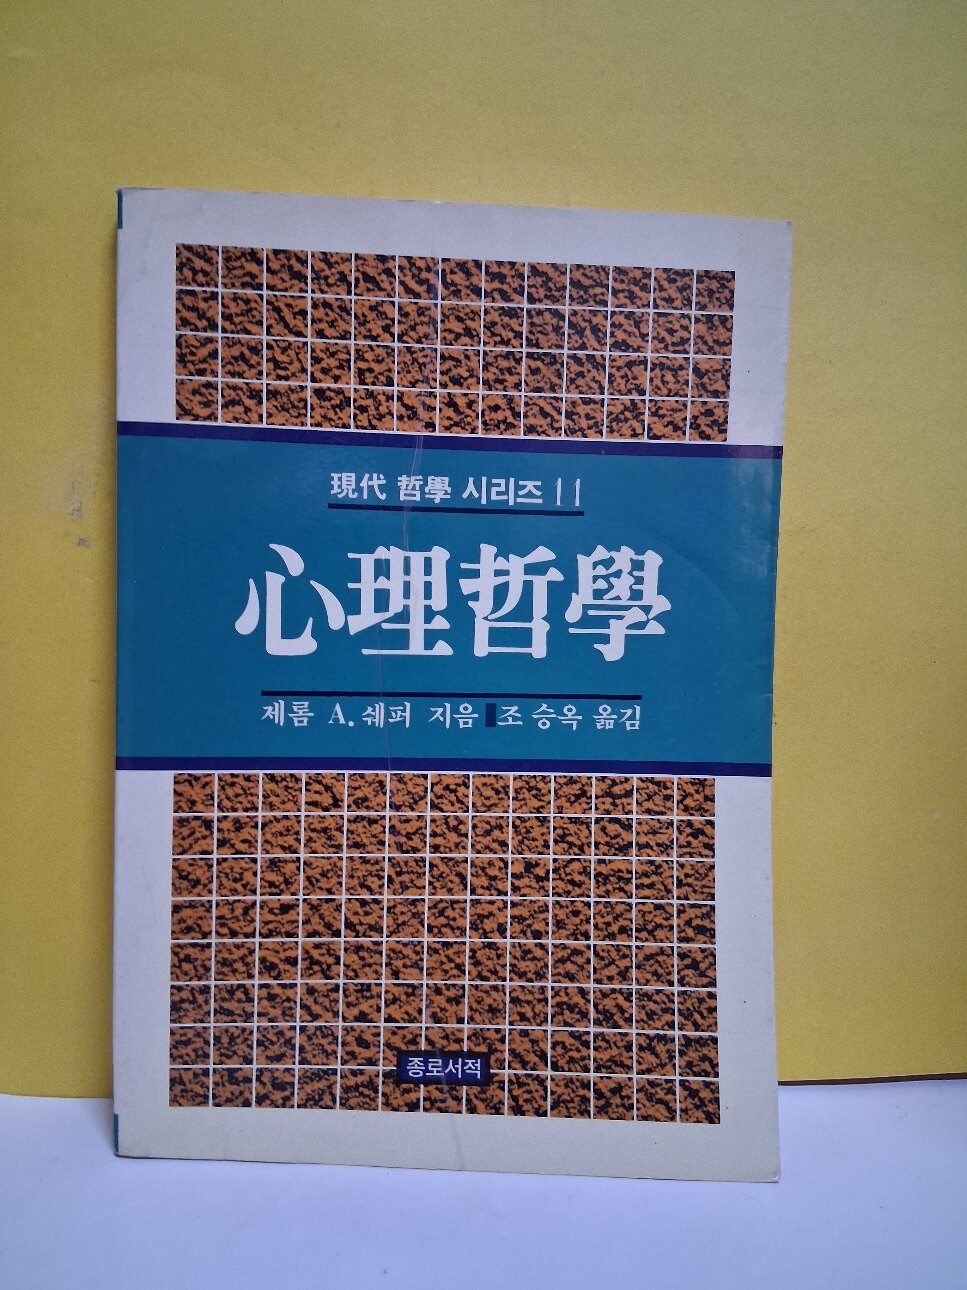 現代 哲學 시리즈 11
心理哲學
제롬 A. 쉐퍼 지음 조승옥 옮김
종로서적